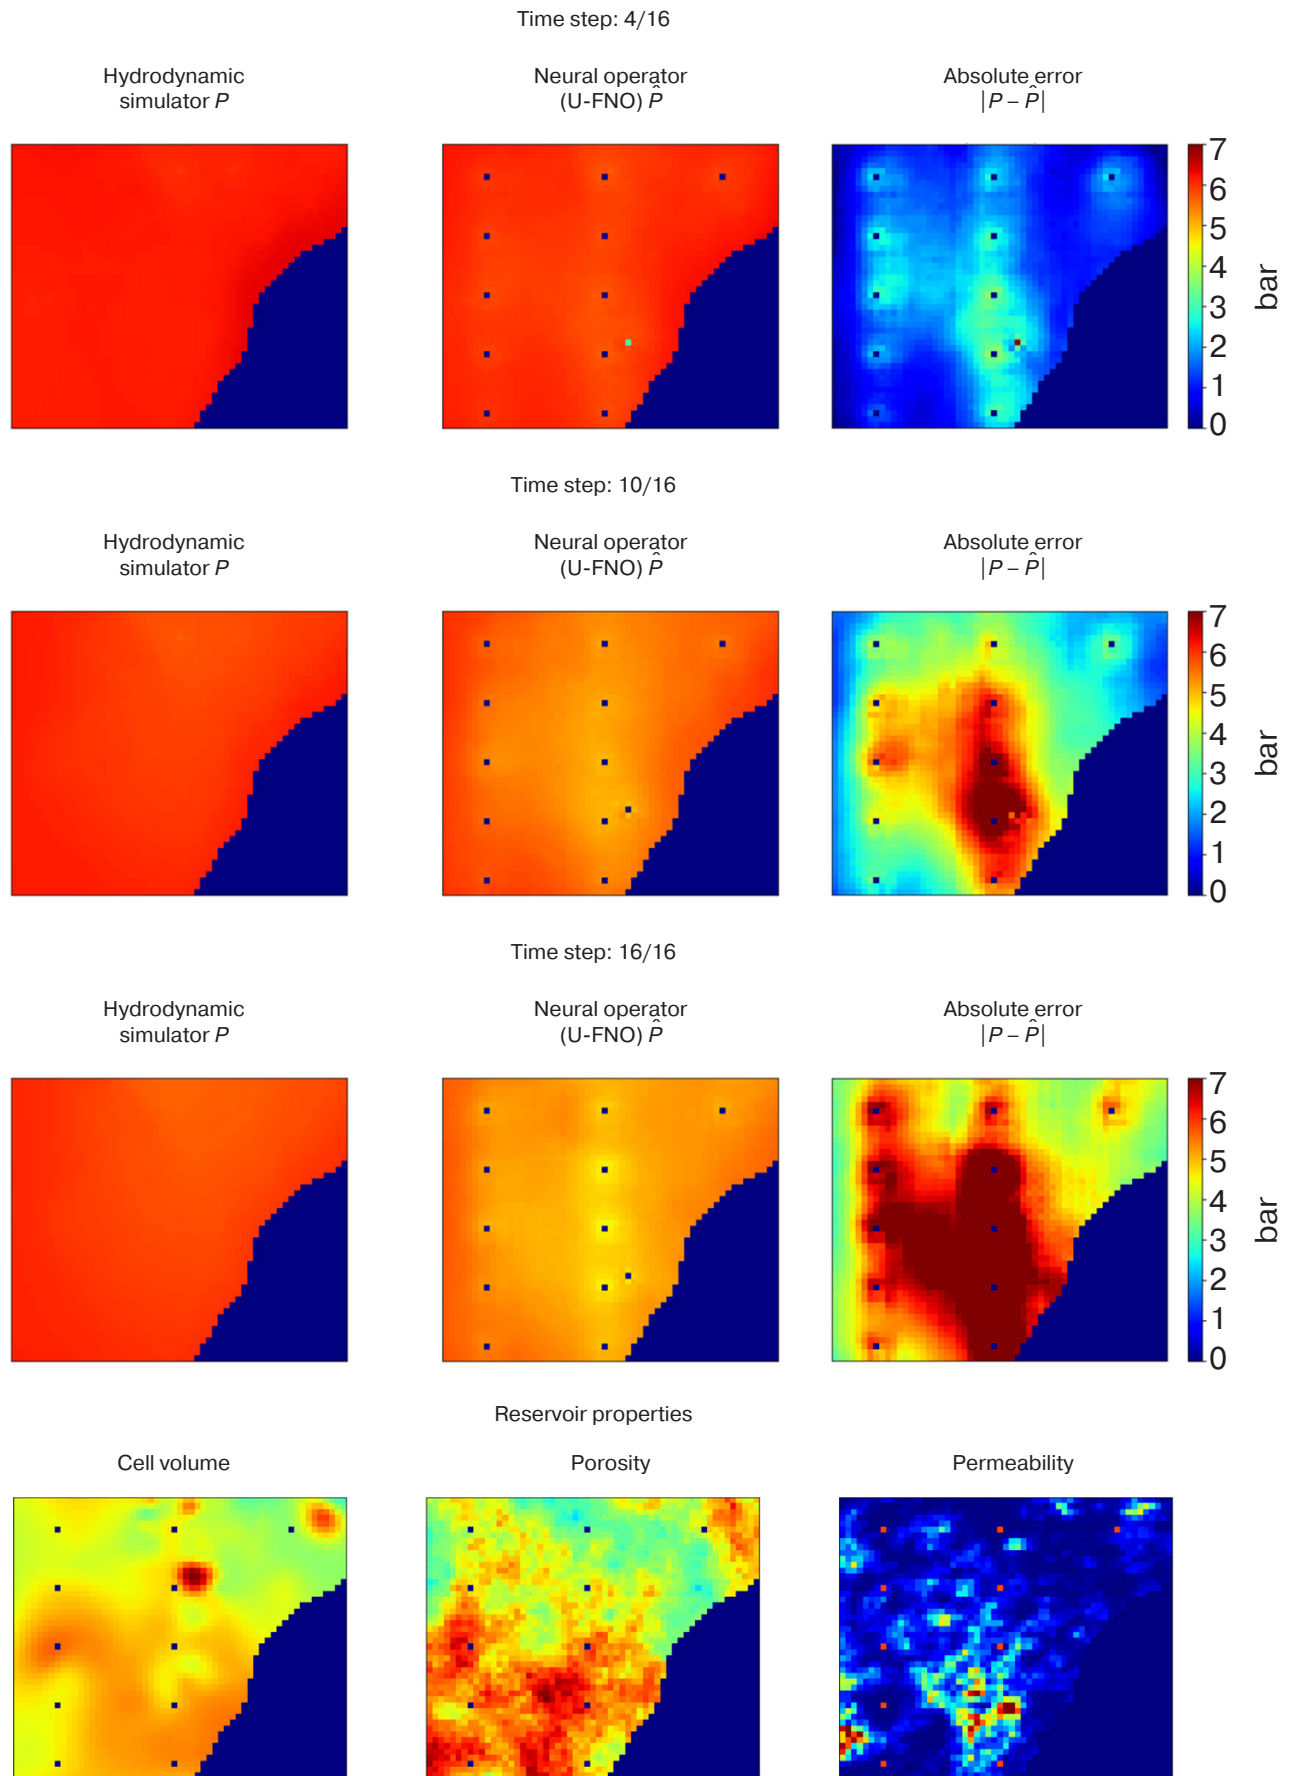 Time step: 4/16
Hydrodynamic
simulator P
Neural operator
(U-FNO) P̂
Absolute error
|P – P̂|
7
6
5
4
3
2
1
0
bar
Time step: 10/16
Hydrodynamic
simulator P
Neural operator
(U-FNO) P̂
Absolute error
|P – P̂|
7
6
5
4
3
2
1
0
bar
Time step: 16/16
Hydrodynamic
simulator P
Neural operator
(U-FNO) P̂
Absolute error
|P – P̂|
7
6
5
4
3
2
1
0
bar
Reservoir properties
Cell volume
Porosity
Permeability